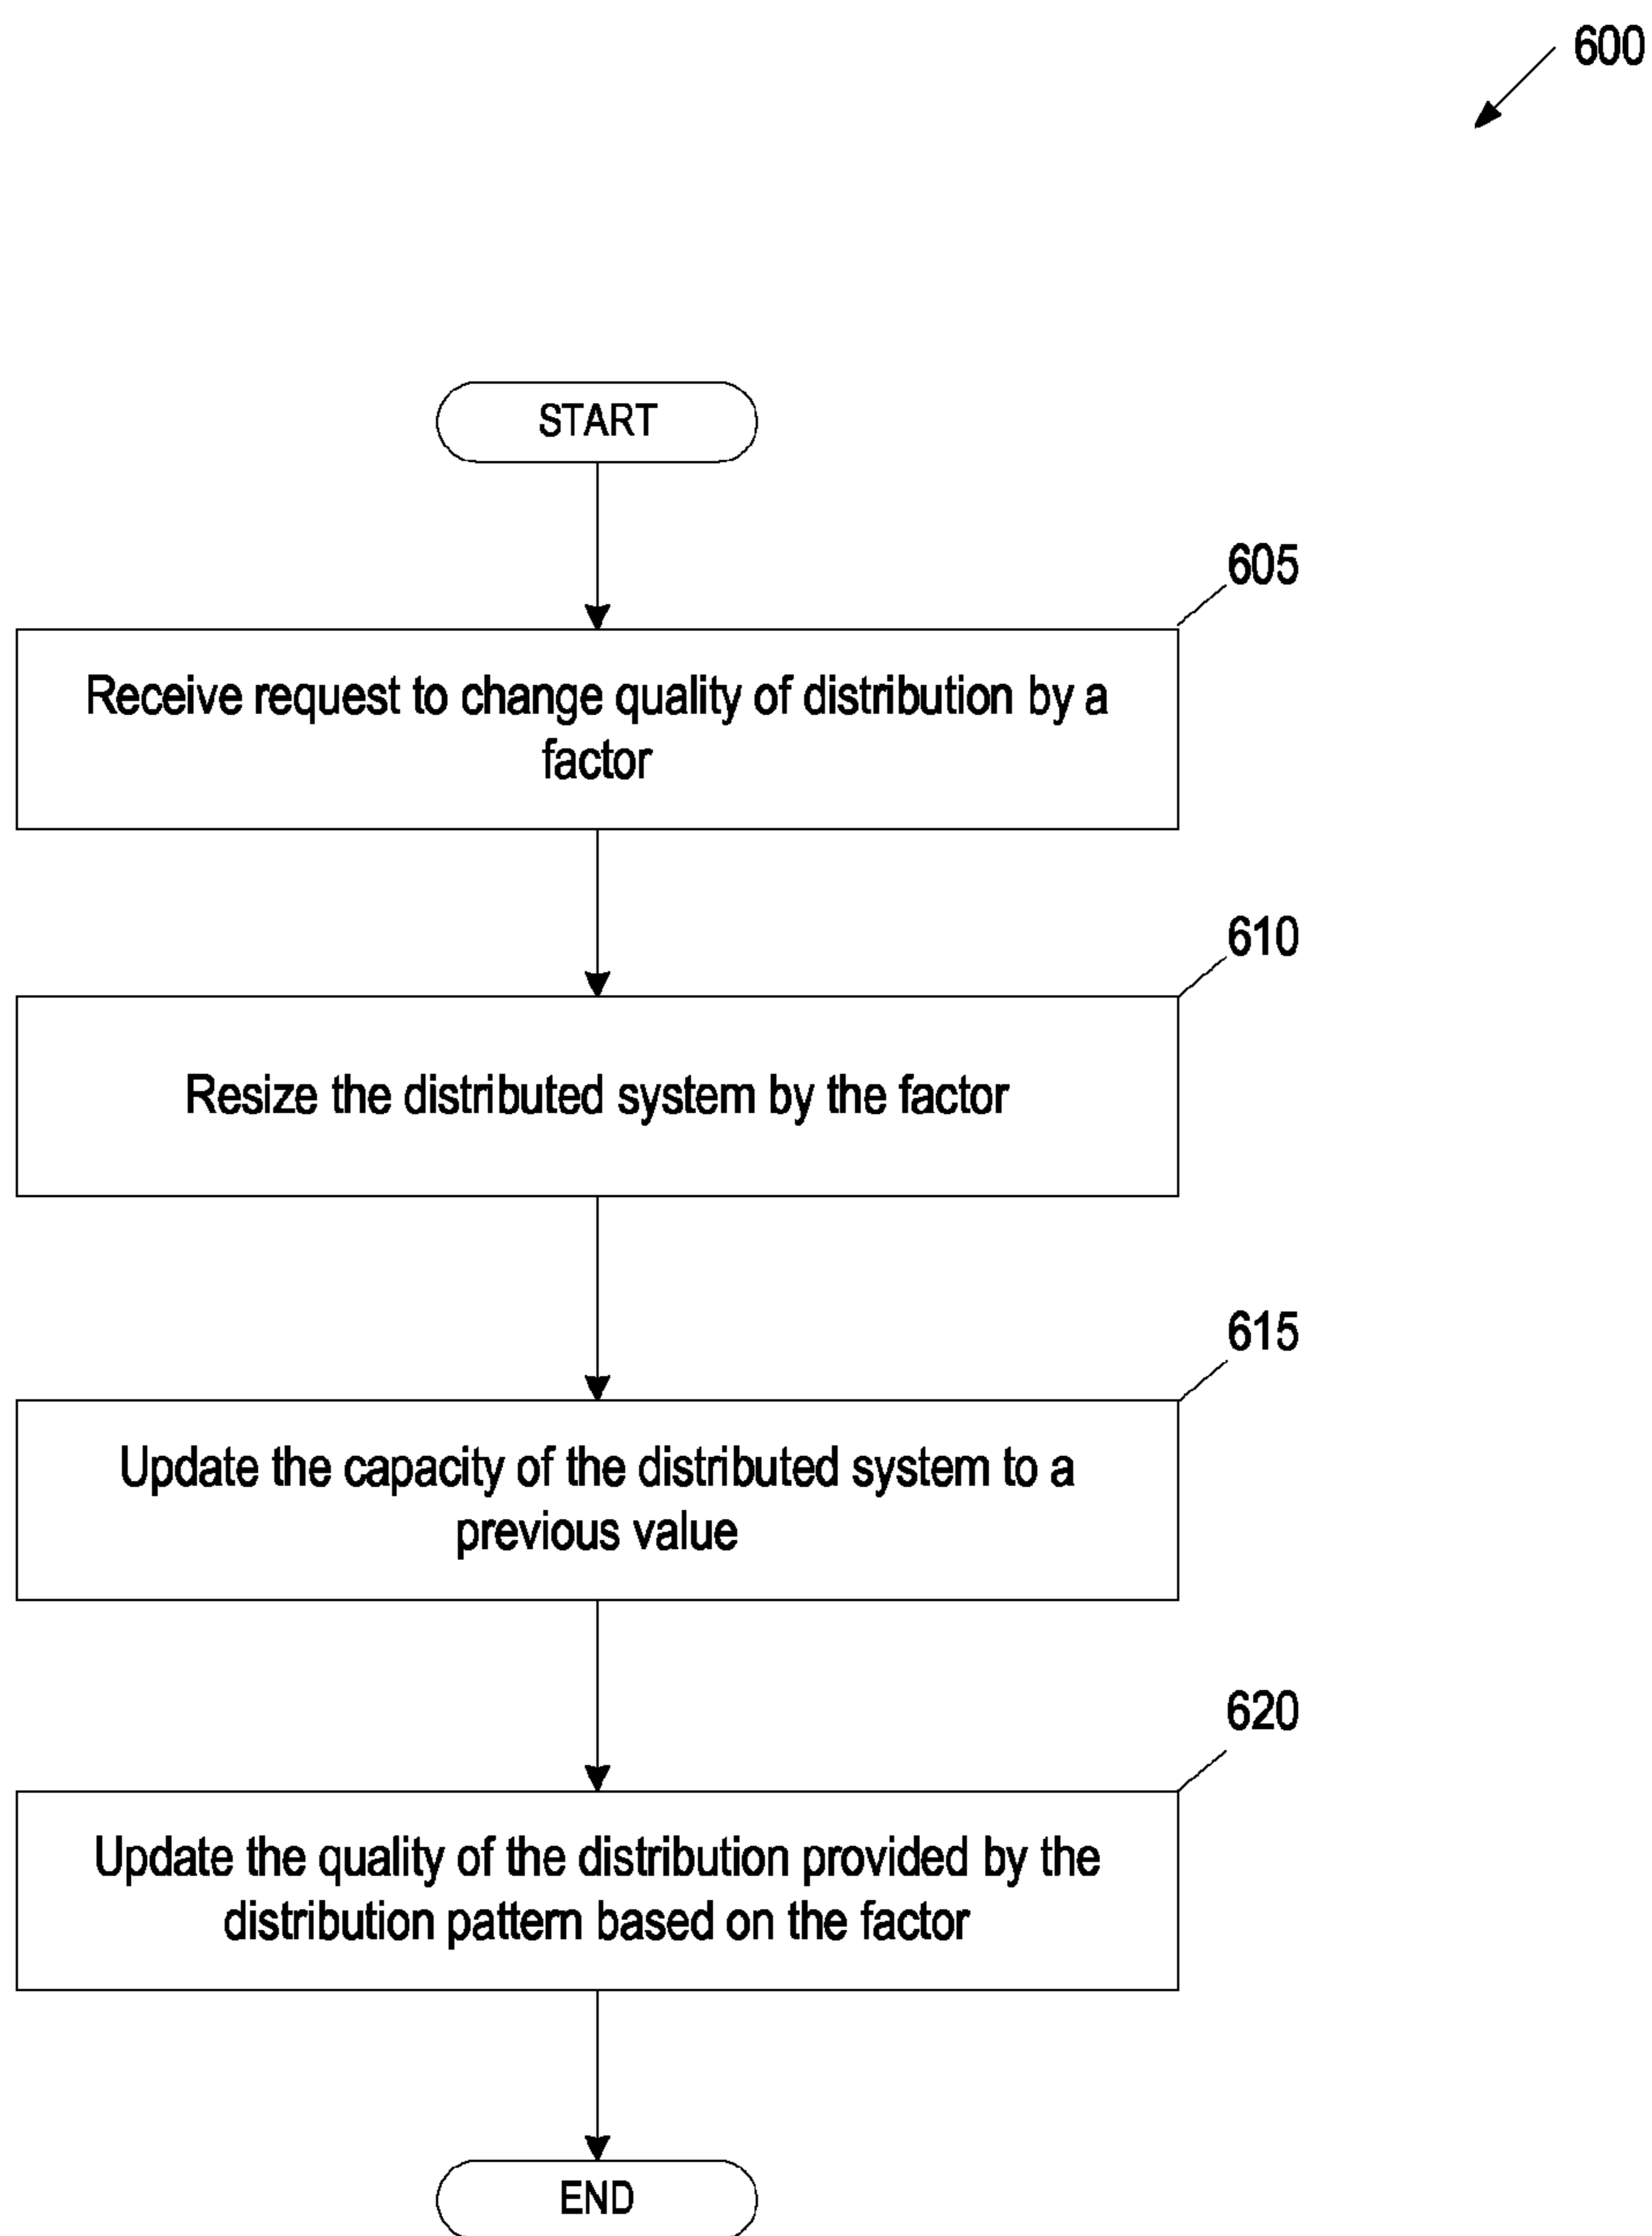 600
START
605
Receive request to change quality of distribution by a
factor
610
Resize the distributed system by the factor
615
Update the capacity of the distributed system to a
previous value
620
Update the quality of the distribution provided by the
distribution pattern based on the factor
END